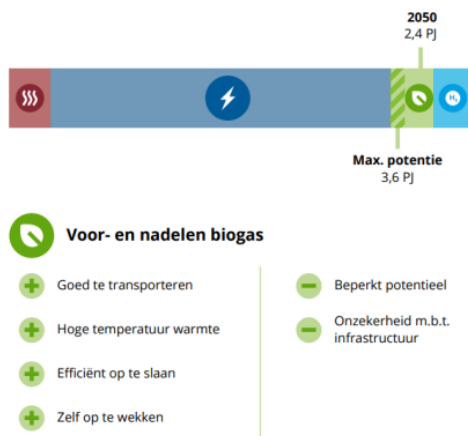 2050
2,4 PJ
H₂
Max. potentie
3,6 PJ
Voor- en nadelen biogas
Goed te transporteren
Hoge temperatuur warmte
Efficiënt op te slaan
Zelf op te wekken
Beperkt potentieel
Onzekerheid m.b.t.
infrastructuur